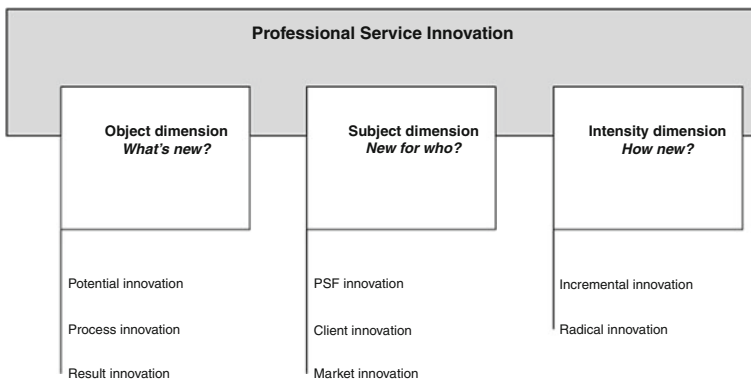 Professional Service Innovation
Object dimension
What's new?
Potential innovation
Process innovation
Result innovation
Subject dimension
New for who?
PSF innovation
Client innovation
Market innovation
Intensity dimension
How new?
Incremental innovation
Radical innovation